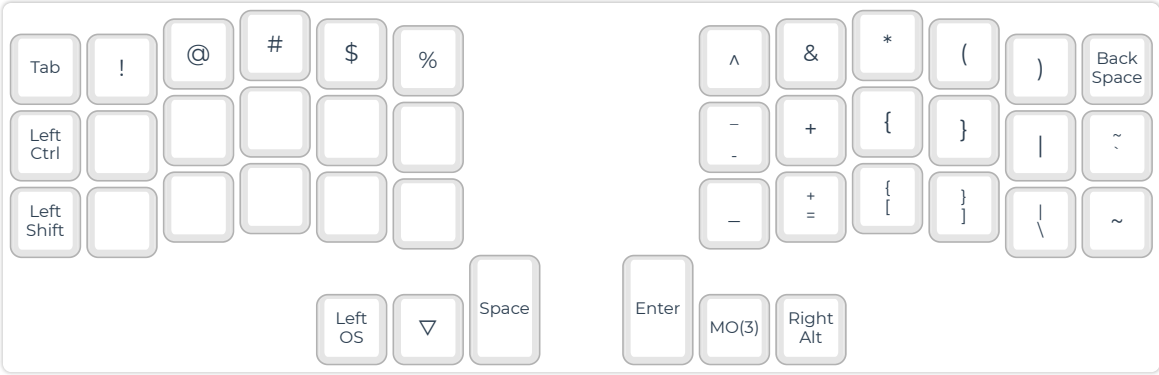 Tab ! @ # $ % ^ & * ( ) Back Space
Left Ctrl _ - + { } | ~ `
Left Shift _ + = { [ } ] | \ ~
Left OS ▽ Space Enter MO(3) Right Alt